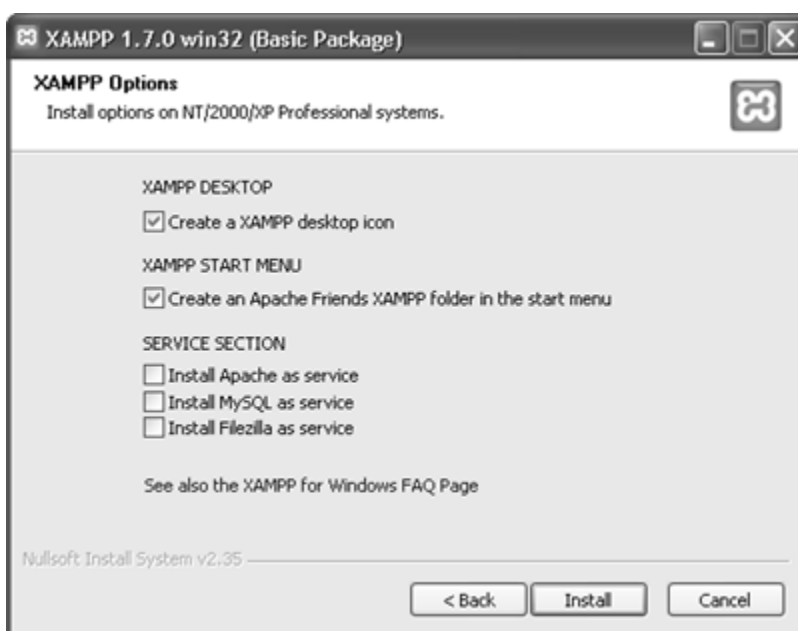 XAMPP 1.7.0 win32 (Basic Package)
XAMPP Options
Install options on NT/2000/XP Professional systems.
XAMPP DESKTOP
Create a XAMPP desktop icon
XAMPP START MENU
Create an Apache Friends XAMPP folder in the start menu
SERVICE SECTION
Install Apache as service
Install MySQL as service
Install Filezilla as service
See also the XAMPP for Windows FAQ Page
Nullsoft Install System v2.35
< Back Install Cancel